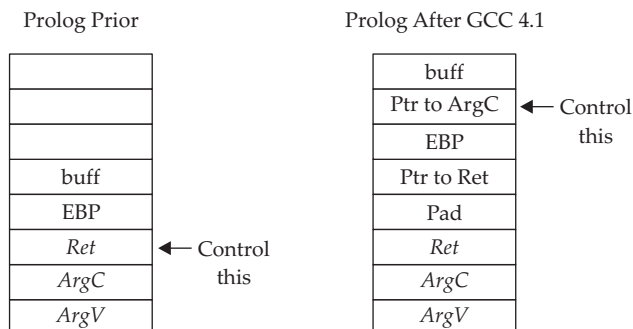 Prolog Prior
buff
EBP
Ret
ArgC
ArgV
Control
this
Prolog After GCC 4.1
buff
Ptr to ArgC
EBP
Ptr to Ret
Pad
Ret
ArgC
ArgV
Control
this